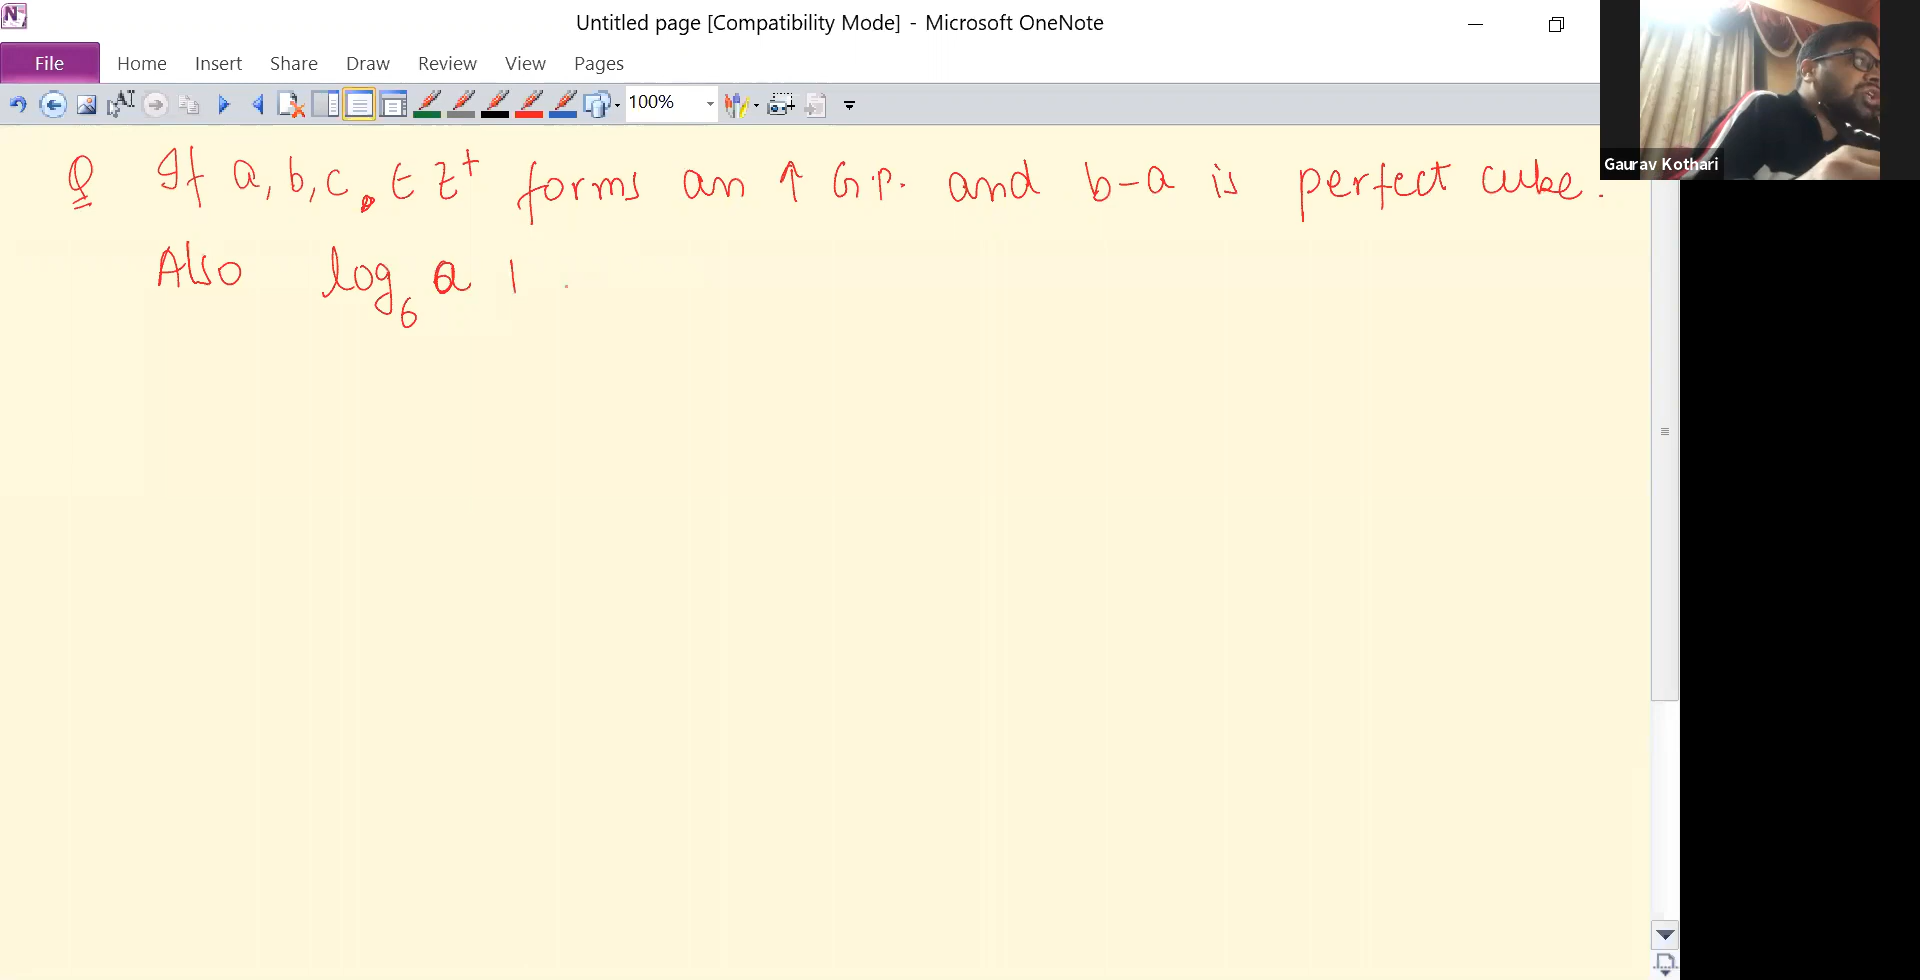 Untitled page [Compatibility Mode] - Microsoft OneNote
File Home Insert Share Draw Review View Pages
100%
Gaurav Kothari
Q If a, b, c, ∈ Z⁺ forms an ↑ G.P. and b-a is perfect cube.
Also log₆ a |